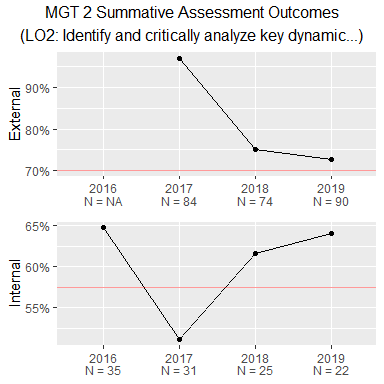 MGT 2 Summative Assessment Outcomes
(LO2: Identify and critically analyze key dynamic...)
External
90%
80%
70%
2016 2017 2018 2019
N = NA N = 84 N = 74 N = 90
Internal
65%
60%
55%
2016 2017 2018 2019
N = 35 N = 31 N = 25 N = 22